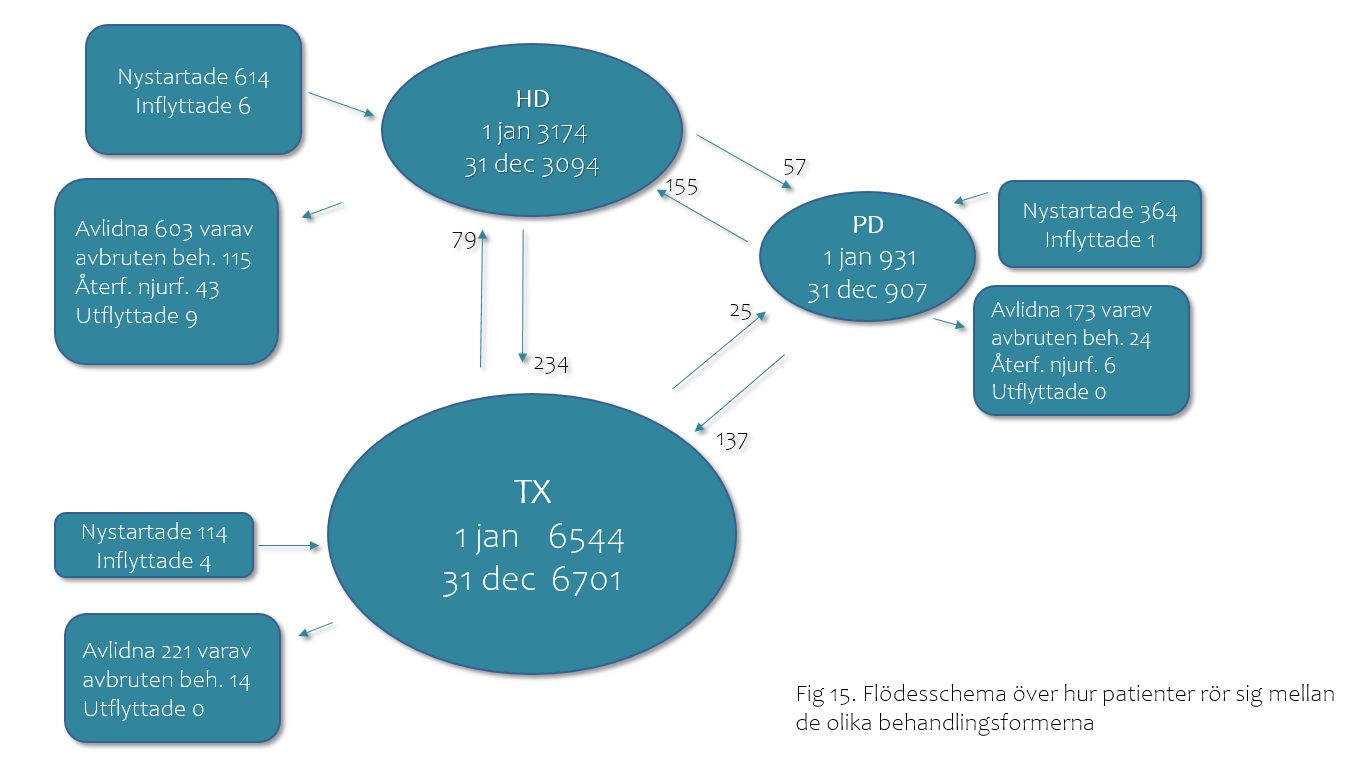 Nystartade 614
Inflyttade 6
HD
1 jan 3174
31 dec 3094
57
155
Avlidna 603 varav
avbruten beh. 115
Återf. njurf. 43
Utflyttade 9
PD
1 jan 931
31 dec 907
Nystartade 364
Inflyttade 1
79
234
25
137
Avlidna 173 varav
avbruten beh. 24
Återf. njurf. 6
Utflyttade 0
TX
1 jan 6544
31 dec 6701
Nystartade 114
Inflyttade 4
Avlidna 221 varav
avbruten beh. 14
Utflyttade 0
Fig 15. Flödesschema över hur patienter rör sig mellan
de olika behandlingsformerna